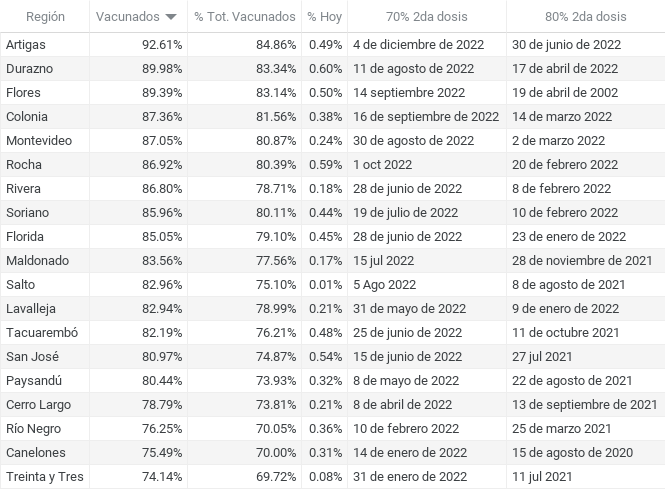 Región Vacunados % Tot. Vacunados % Hoy 70% 2da dosis 80% 2da dosis
Artigas 92.61% 84.86% 0.49% 4 de diciembre de 2022 30 de junio de 2022
Durazno 89.98% 83.34% 0.60% 11 de agosto de 2022 17 de abril de 2022
Flores 89.39% 83.14% 0.50% 14 septiembre 2022 19 de abril de 2002
Colonia 87.36% 81.56% 0.38% 16 de septiembre de 2022 14 de marzo 2022
Montevideo 87.05% 80.87% 0.24% 30 de agosto de 2022 2 de marzo 2022
Rocha 86.92% 80.39% 0.59% 1 oct 2022 20 de febrero 2022
Rivera 86.80% 78.71% 0.18% 28 de junio de 2022 8 de febrero 2022
Soriano 85.96% 80.11% 0.44% 19 de julio de 2022 10 de febrero 2022
Florida 85.05% 79.10% 0.45% 28 de junio de 2022 23 de enero de 2022
Maldonado 83.56% 77.56% 0.17% 15 jul 2022 28 de noviembre de 2021
Salto 82.96% 75.10% 0.01% 5 Ago 2022 8 de agosto de 2021
Lavalleja 82.94% 78.99% 0.21% 31 de mayo de 2022 9 de enero de 2022
Tacuarembó 82.19% 76.21% 0.48% 25 de junio de 2022 11 de octubre 2021
San José 80.97% 74.87% 0.54% 15 de junio de 2022 27 jul 2021
Paysandú 80.44% 73.93% 0.32% 8 de mayo de 2022 22 de agosto de 2021
Cerro Largo 78.79% 73.81% 0.21% 8 de abril de 2022 13 de septiembre de 2021
Río Negro 76.25% 70.05% 0.36% 10 de febrero de 2022 25 de marzo 2021
Canelones 75.49% 70.00% 0.31% 14 de enero de 2022 15 de agosto de 2020
Treinta y Tres 74.14% 69.72% 0.08% 31 de enero de 2022 11 jul 2021